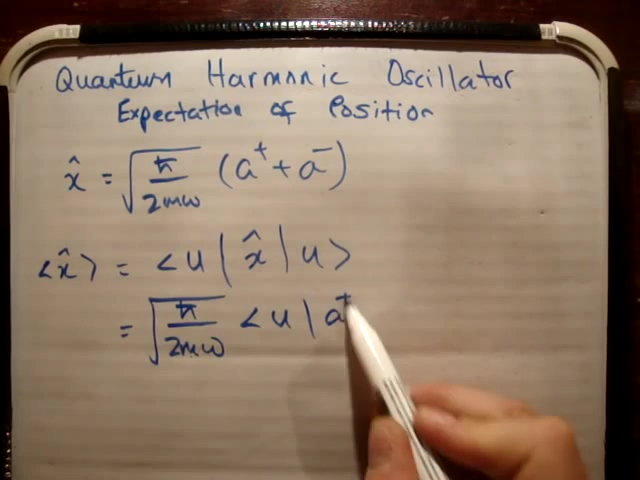 Quantum Harmonic Oscillator
Expectation of Position
x̂ = √(ħ/2mω) (a⁺ + a⁻)
<x̂> = <u|x̂|u>
= √(ħ/2mω) <u|a⁺